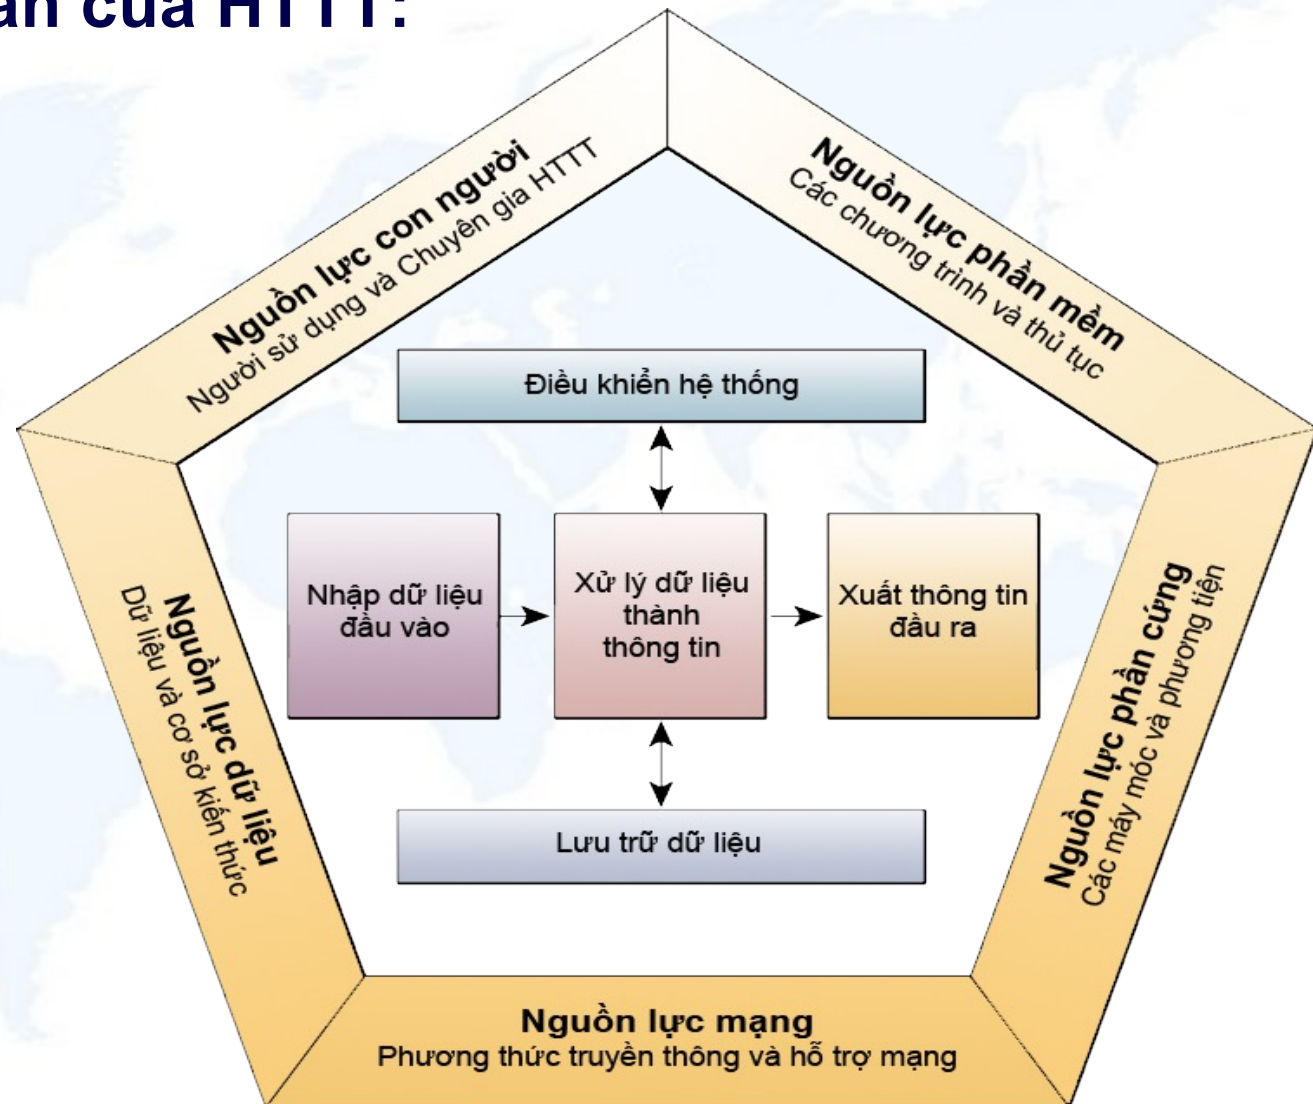 của HTTT:
Nguồn lực con người
Người sử dụng và Chuyên gia HTTT
Nguồn lực phần mềm
Các chương trình và thủ tục
Điều khiển hệ thống
Nhập dữ liệu
đầu vào
Xử lý dữ liệu
thành
thông tin
Xuất thông tin
đầu ra
Lưu trữ dữ liệu
Nguồn lực dữ liệu
Dữ liệu và cơ sở kiến thức
Nguồn lực phần cứng
Các máy móc và phương tiện
Nguồn lực mạng
Phương thức truyền thông và hỗ trợ mạng